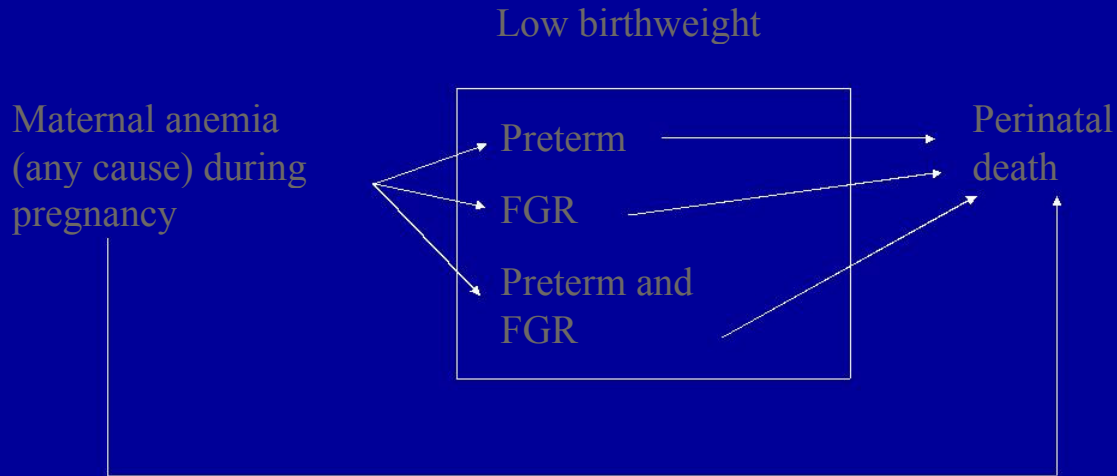 Low birthweight
Maternal anemia
(any cause) during
pregnancy
Preterm
FGR
Preterm and
FGR
Perinatal
death